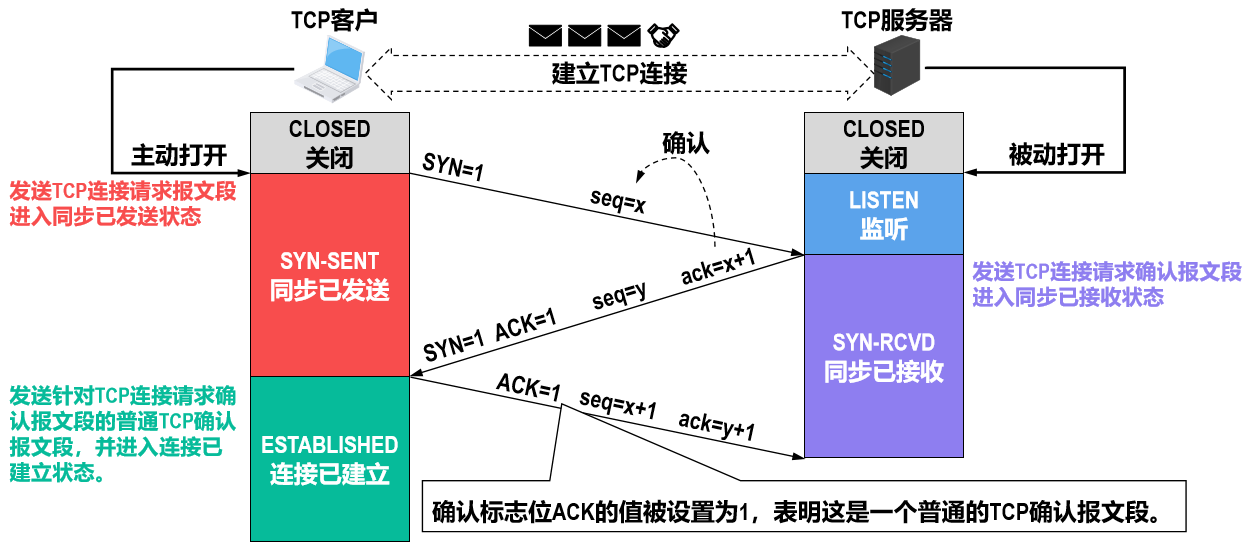 TCP客户
TCP服务器
建立TCP连接
主动打开
被动打开
CLOSED
关闭
CLOSED
关闭
确认
发送TCP连接请求报文段
进入同步已发送状态
SYN=1
seq=x
LISTEN
监听
SYN-SENT
同步已发送
ack=x+1
seq=y
SYN=1 ACK=1
发送TCP连接请求确认报文段
进入同步已接收状态
SYN-RCVD
同步已接收
发送针对TCP连接请求确
认报文段的普通TCP确认
报文段，并进入连接已
建立状态。
ACK=1
seq=x+1
ack=y+1
ESTABLISHED
连接已建立
确认标志位ACK的值被设置为1，表明这是一个普通的TCP确认报文段。